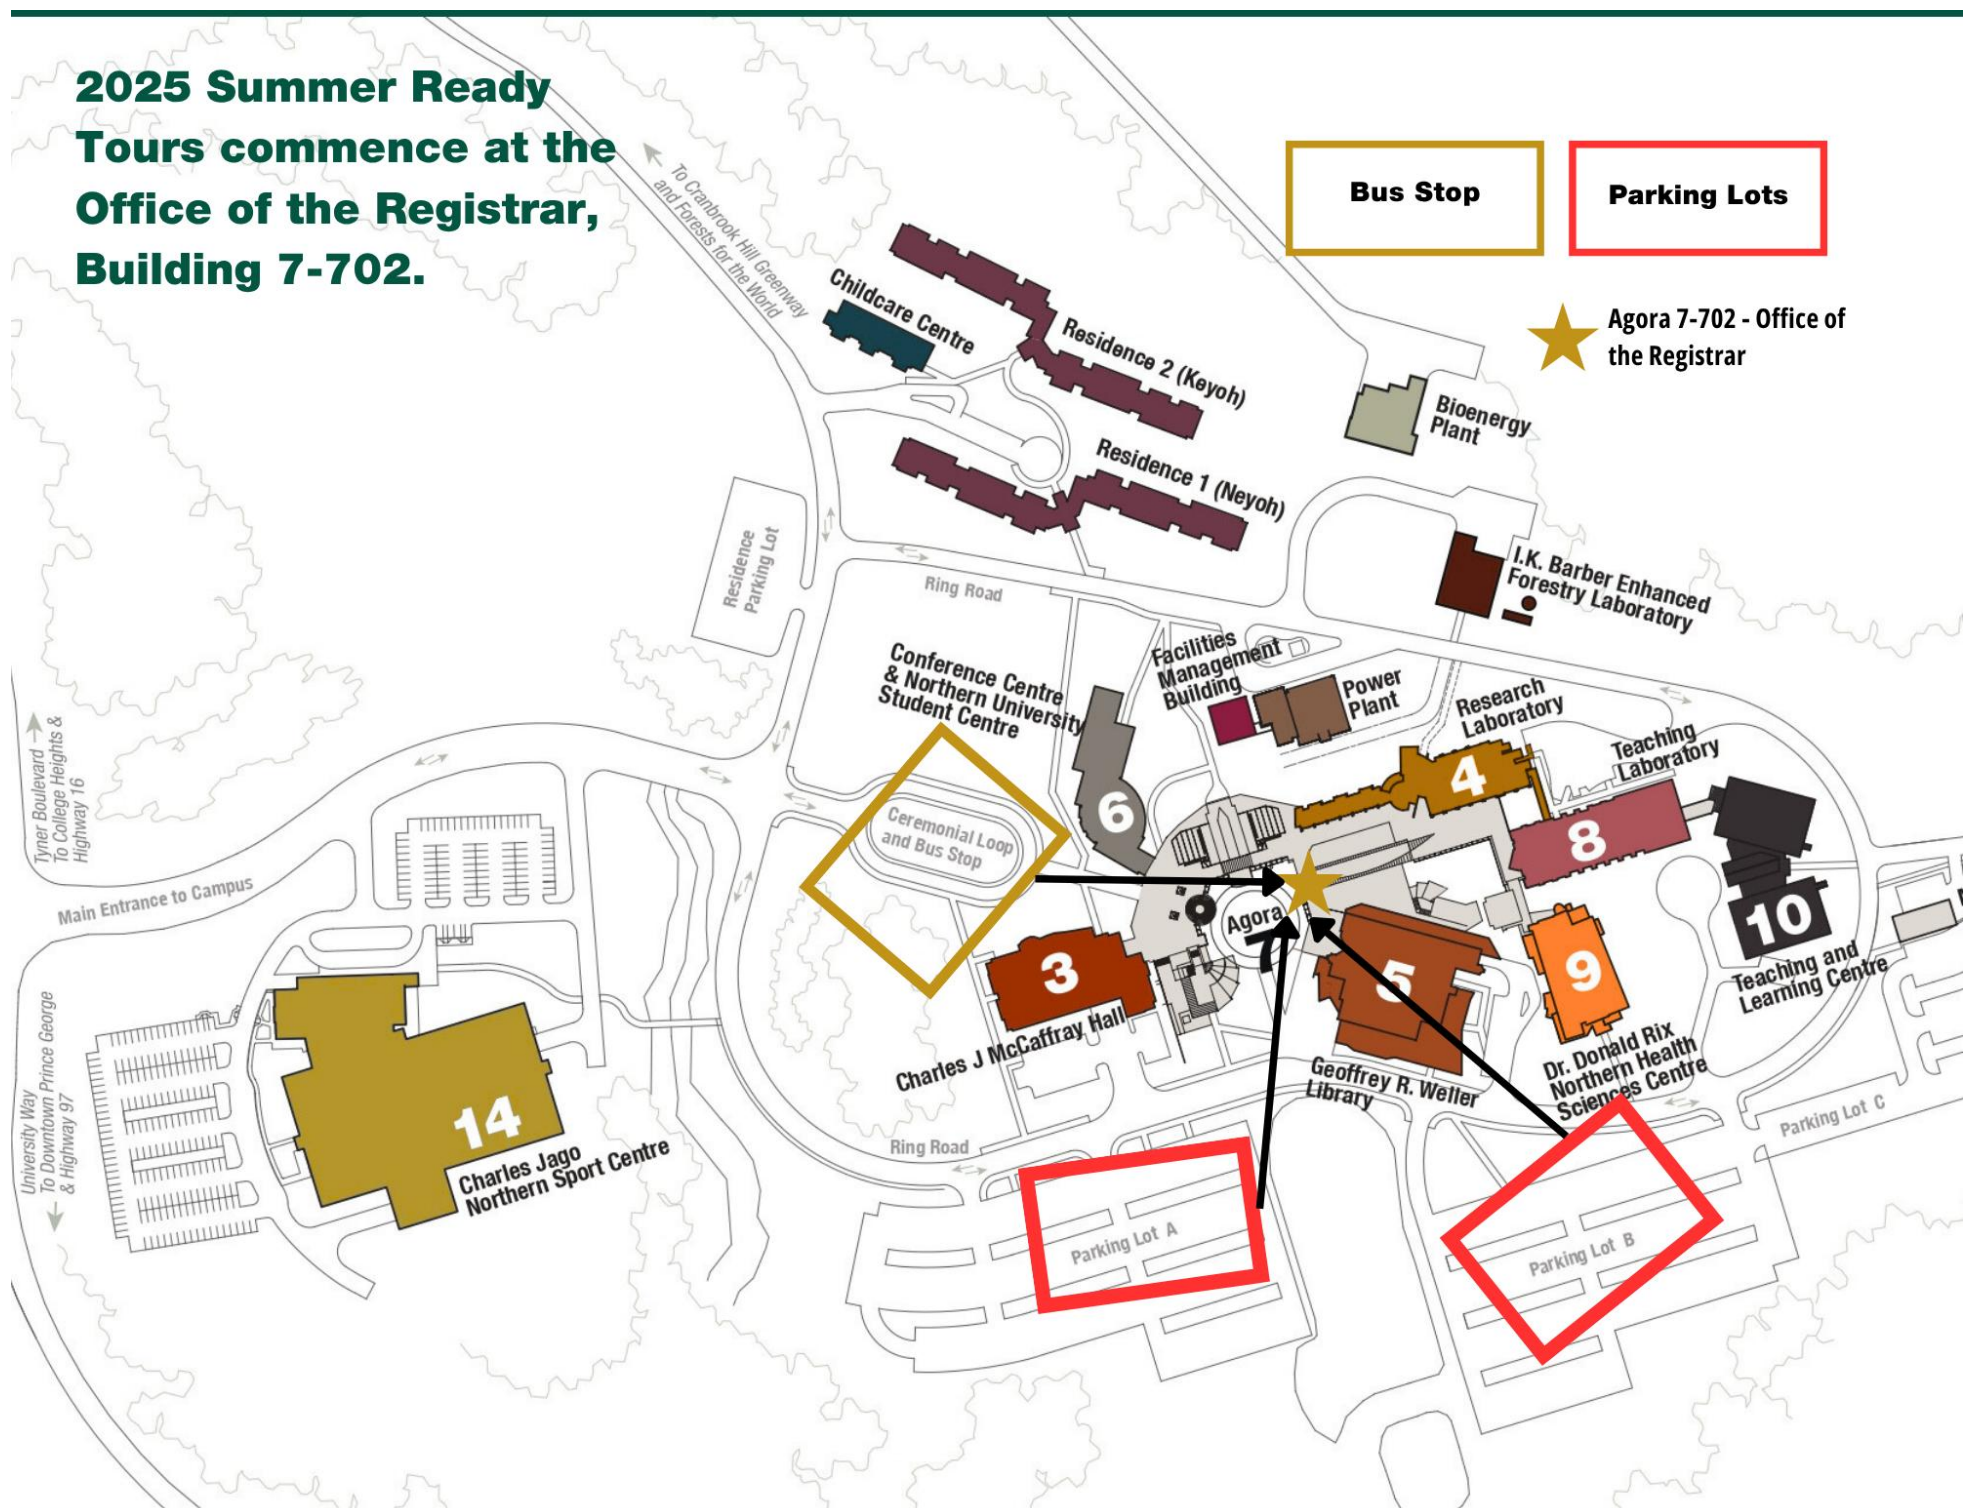 2025 Summer Ready
Tours commence at the
Office of the Registrar,
Building 7-702.
Bus Stop
Parking Lots
Agora 7-702 - Office of
the Registrar
To Cranbrook Hill Greenway
and Forests for the World
Childcare Centre
Residence 2 (Keyoh)
Residence 1 (Neyoh)
Bioenergy
Plant
Residence
Parking Lot
Ring Road
I.K. Barber Enhanced
Forestry Laboratory
Conference Centre
& Northern University
Student Centre
Facilities
Management
Building
Power
Plant
Research
Laboratory
Teaching
Laboratory
Tyner Boulevard
To College Heights &
Highway 16
Main Entrance to Campus
Ceremonial Loop
and Bus Stop
6
4
8
Agora
7
3
5
9
10
Teaching and
Learning Centre
Charles J McCaffray Hall
Geoffrey R. Weller
Library
Dr. Donald Rix
Northern Health
Sciences Centre
University Way
To Downtown Prince George
& Highway 97
14
Charles Jago
Northern Sport Centre
Ring Road
Parking Lot A
Parking Lot B
Parking Lot C